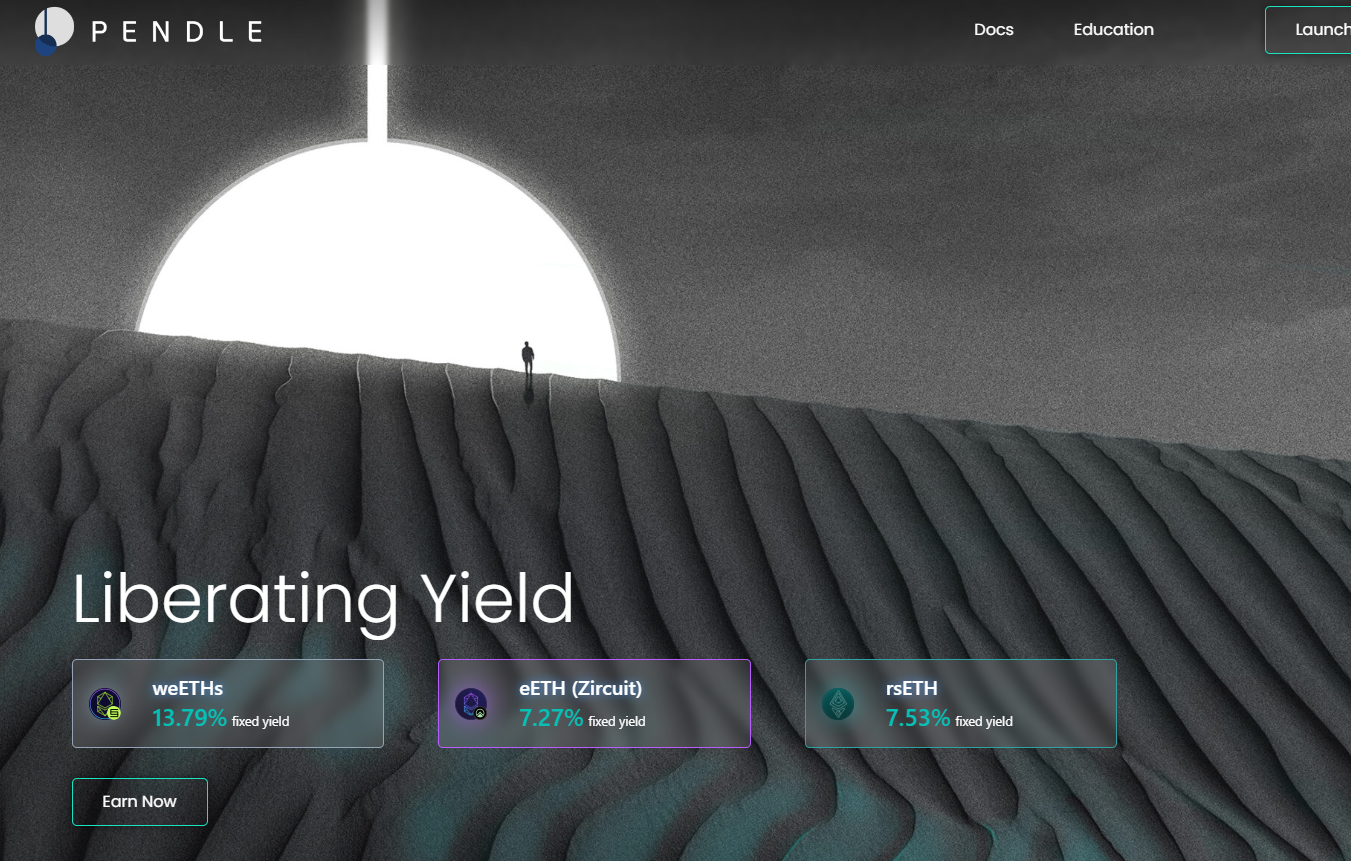 PENDLE
Docs
Education
Launch
Liberating Yield
weETHs
13.79% fixed yield
eETH (Zircuit)
7.27% fixed yield
rsETH
7.53% fixed yield
Earn Now